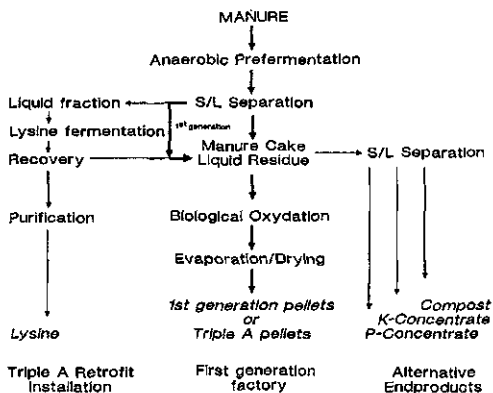 MANURE
Anaerobic Prefermentation
Liquid fraction
S/L Separation
Lysine fermentation
1st generation
Recovery
Manure Cake
Liquid Residue
S/L Separation
Purification
Biological Oxydation
Evaporation/Drying
1st generation pellets
or
Triple A pellets
Compost
K-Concentrate
P-Concentrate
Lysine
Triple A Retrofit
Installation
First generation
factory
Alternative
Endproducts